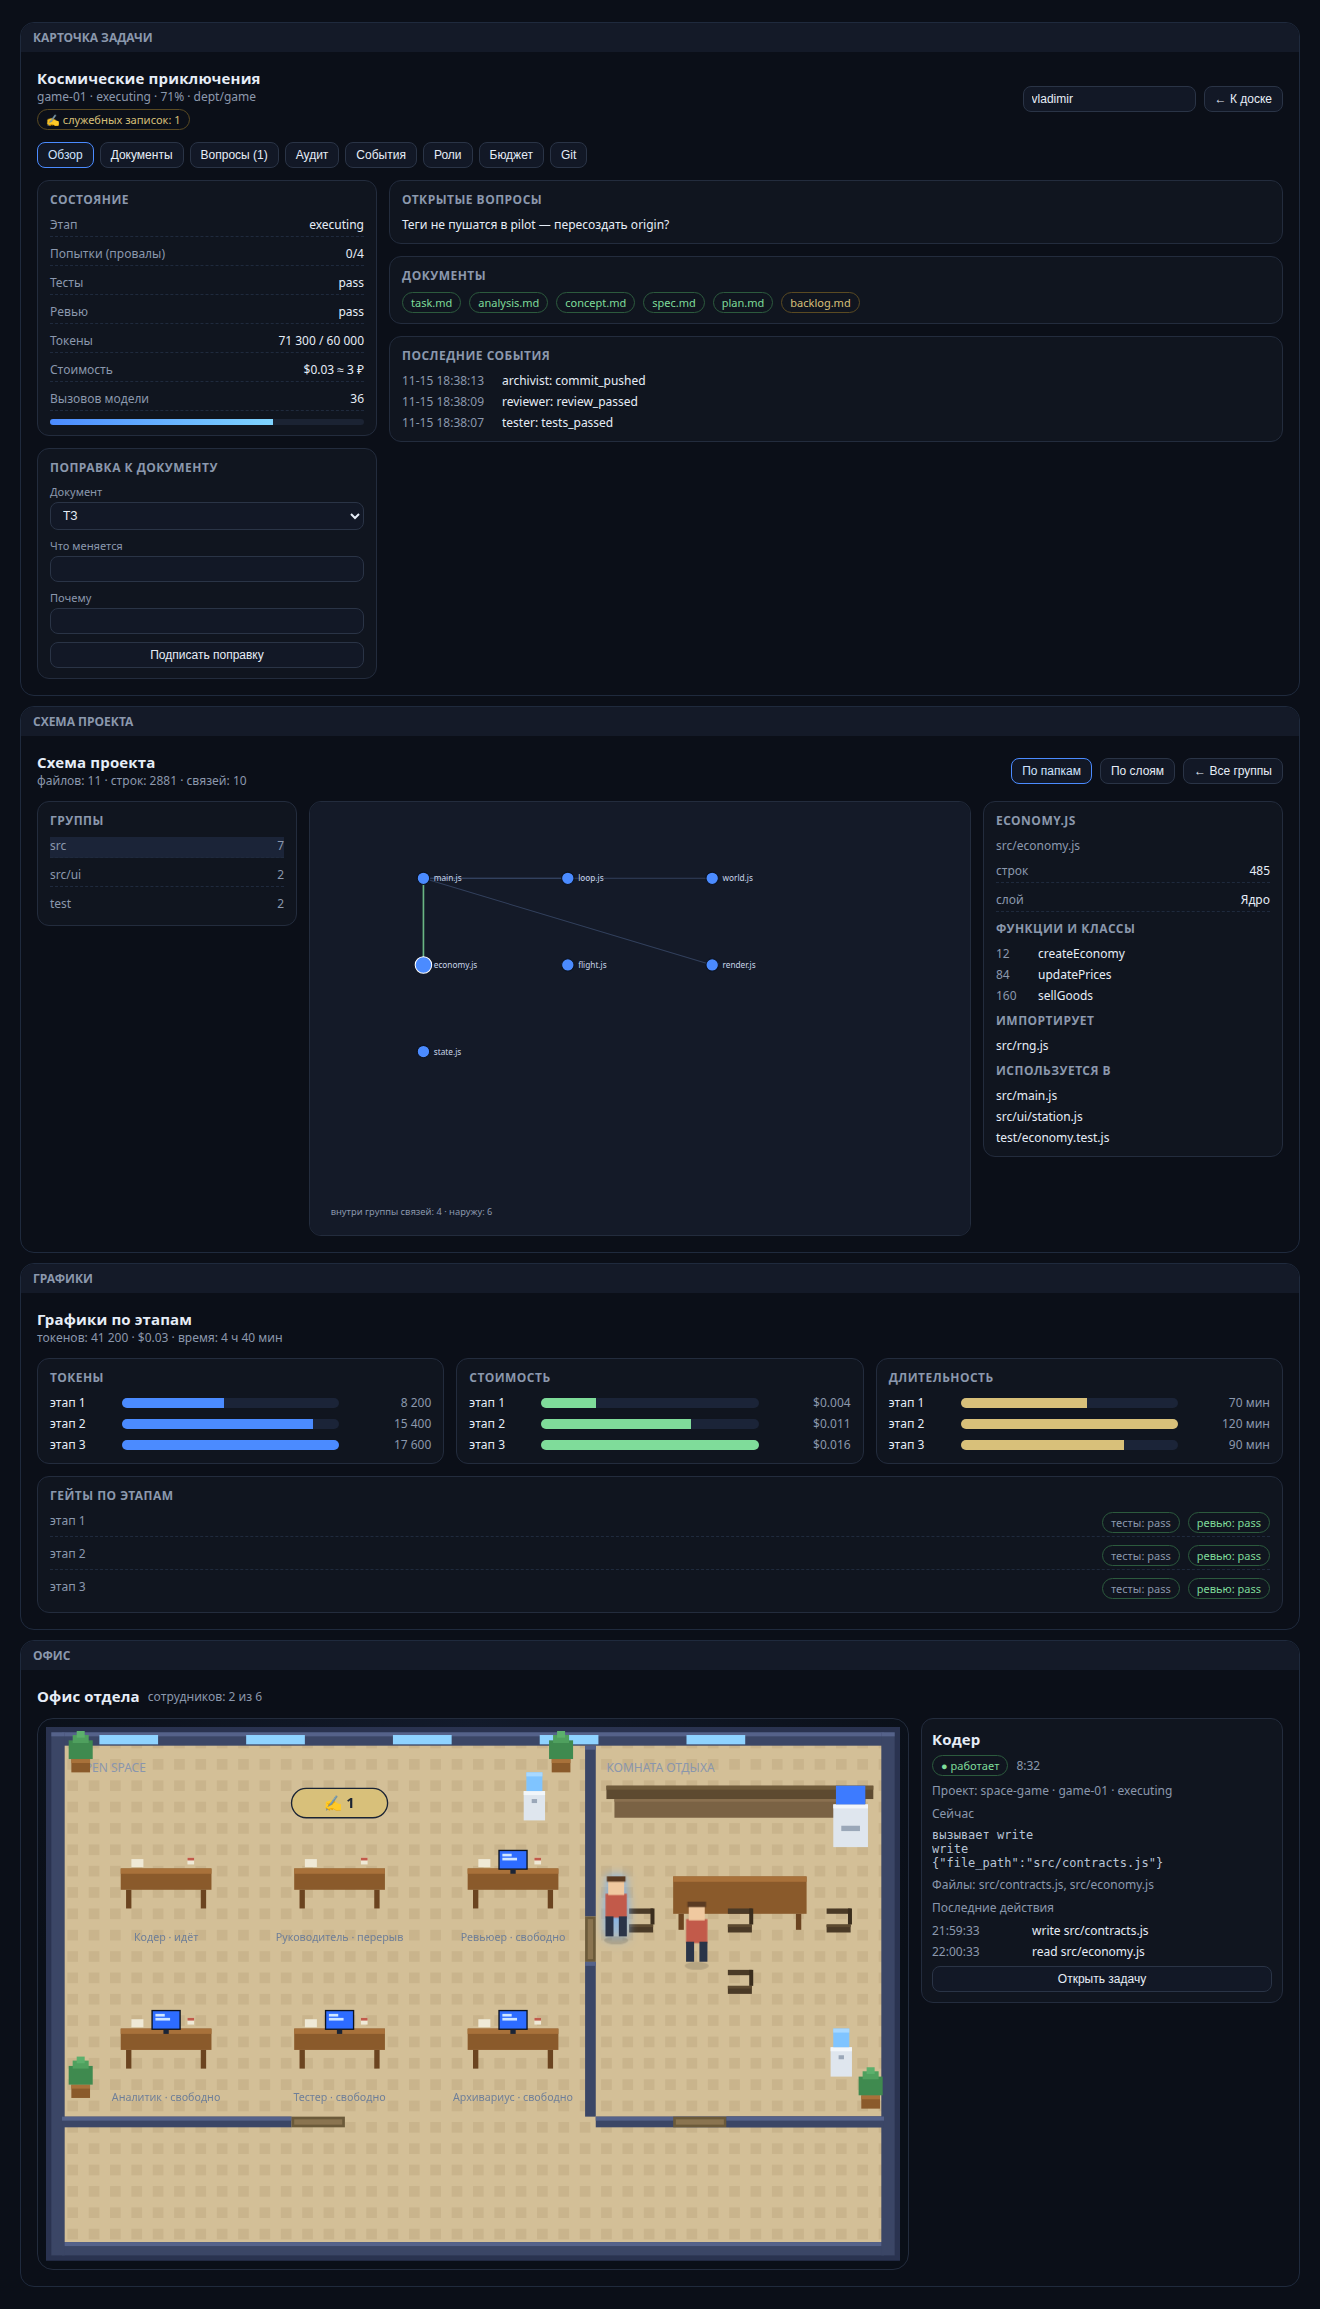 КАРТОЧКА ЗАДАЧИ
Космические приключения
game-01 · executing · 71% · dept/game
✍ служебных записок: 1
vladimir
← К доске
Обзор
Документы
Вопросы (1)
Аудит
События
Роли
Бюджет
Git
СОСТОЯНИЕ
Этап executing
Попытки (провалы) 0/4
Тесты pass
Ревью pass
Токены 71 300 / 60 000
Стоимость $0.03 ≈ 3 ₽
Вызовов модели 36
ОТКРЫТЫЕ ВОПРОСЫ
Теги не пушатся в pilot — пересоздать origin?
ДОКУМЕНТЫ
task.md analysis.md concept.md spec.md plan.md backlog.md
ПОСЛЕДНИЕ СОБЫТИЯ
11-15 18:38:13 archivist: commit_pushed
11-15 18:38:09 reviewer: review_passed
11-15 18:38:07 tester: tests_passed
ПОПРАВКА К ДОКУМЕНТУ
Документ
ТЗ
Что меняется
Почему
Подписать поправку
СХЕМА ПРОЕКТА
Схема проекта
файлов: 11 · строк: 2881 · связей: 10
По папкам
По слоям
← Все группы
ГРУППЫ
src 7
src/ui 2
test 2
main.js loop.js world.js
economy.js flight.js render.js
state.js
внутри группы связей: 4 · наружу: 6
ECONOMY.JS
src/economy.js
строк 485
слой Ядро
ФУНКЦИИ И КЛАССЫ
12 createEconomy
84 updatePrices
160 sellGoods
ИМПОРТИРУЕТ
src/rng.js
ИСПОЛЬЗУЕТСЯ В
src/main.js
src/ui/station.js
test/economy.test.js
ГРАФИКИ
Графики по этапам
токенов: 41 200 · $0.03 · время: 4 ч 40 мин
ТОКЕНЫ
этап 1 8 200
этап 2 15 400
этап 3 17 600
СТОИМОСТЬ
этап 1 $0.004
этап 2 $0.011
этап 3 $0.016
ДЛИТЕЛЬНОСТЬ
этап 1 70 мин
этап 2 120 мин
этап 3 90 мин
ГЕЙТЫ ПО ЭТАПАМ
этап 1 тесты: pass ревью: pass
этап 2 тесты: pass ревью: pass
этап 3 тесты: pass ревью: pass
ОФИС
Офис отдела сотрудников: 2 из 6
EN SPACE
КОМНАТА ОТДЫХА
✍ 1
Кодер · идёт
Руководитель · перерыв
Ревьюер · свободно
Аналитик · свободно
Тестер · свободно
Архивариус · свободно
Кодер
● работает 8:32
Проект: space-game · game-01 · executing
Сейчас
вызывает write
write
{"file_path":"src/contracts.js"}
Файлы: src/contracts.js, src/economy.js
Последние действия
21:59:33 write src/contracts.js
22:00:33 read src/economy.js
Открыть задачу